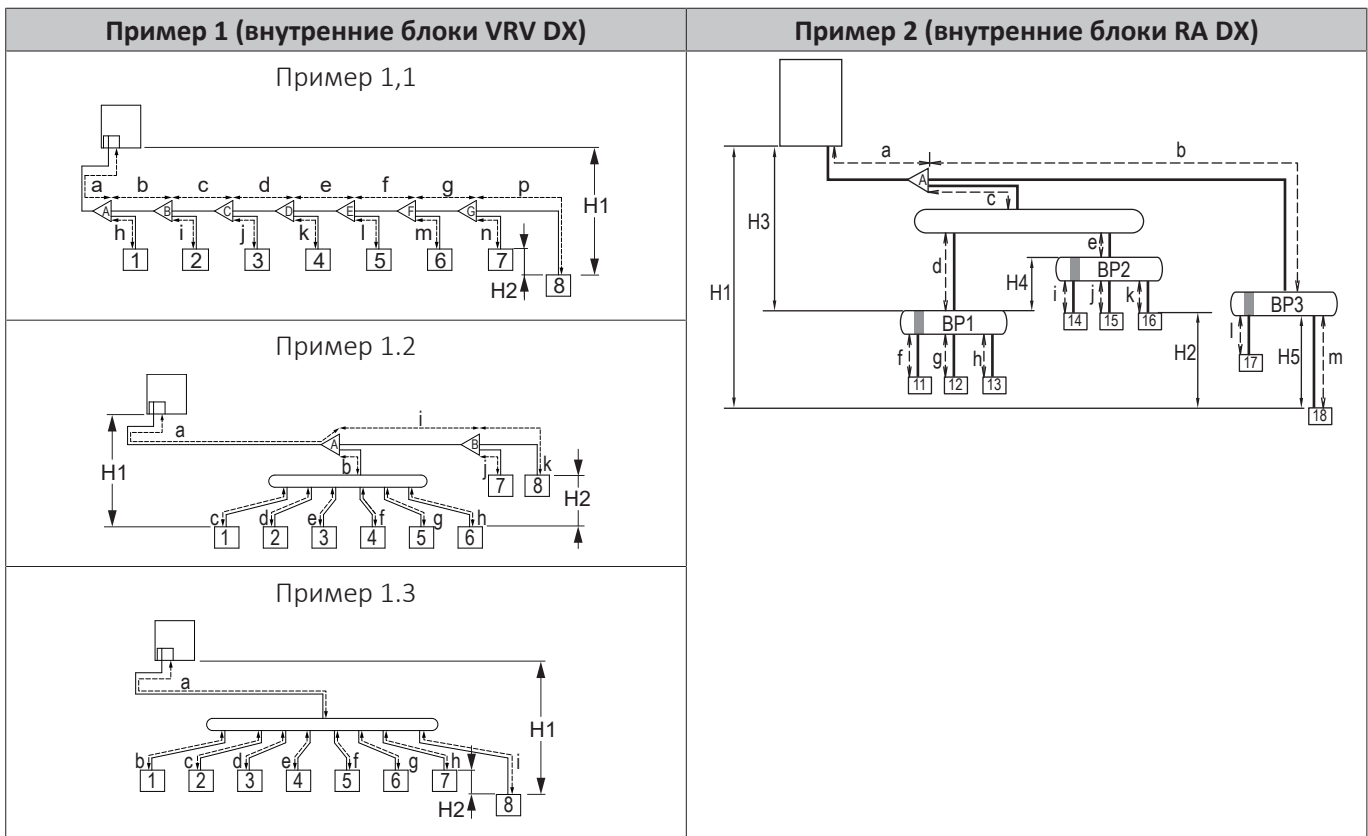 Пример 1 (внутренние блоки VRV DX)
Пример 1,1
a b c d e f g p
A B C D E F G
H1
h i j k l m n
1 2 3 4 5 6 7
H2 8
Пример 1.2
a i
A B
H1 b j k
7 8
H2
c d e f g h
1 2 3 4 5 6
Пример 1.3
a
H1
b c d e f g h i
1 2 3 4 5 6 7
H2 8
Пример 2 (внутренние блоки RA DX)
a b
A
c
H3
e
d BP2
H4
H1 i j k BP3
14 15 16
BP1
l H2 H5 m
f g h 17
11 12 13
18